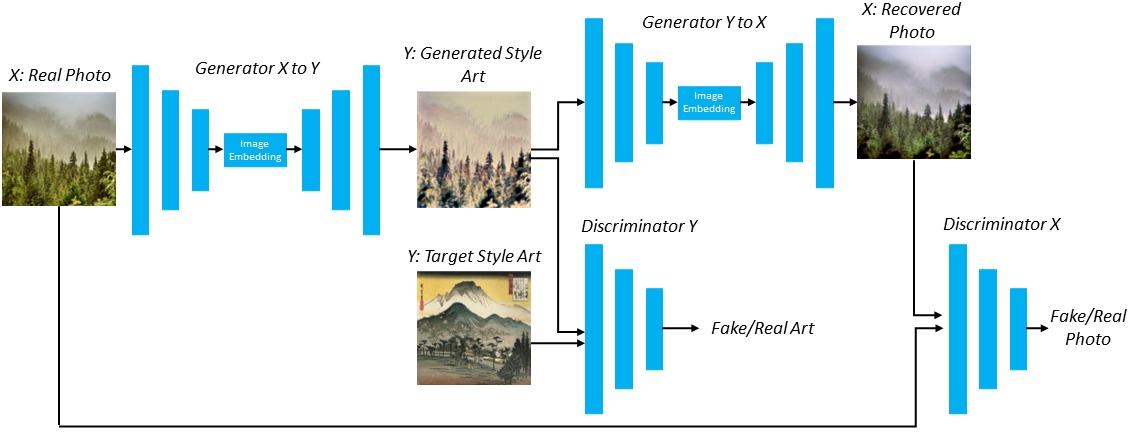 X: Real Photo
Generator X to Y
Image
Embedding
Y: Generated Style
Art
Generator Y to X
Image
Embedding
X: Recovered
Photo
Y: Target Style Art
Discriminator Y
Fake/Real Art
Discriminator X
Fake/Real
Photo